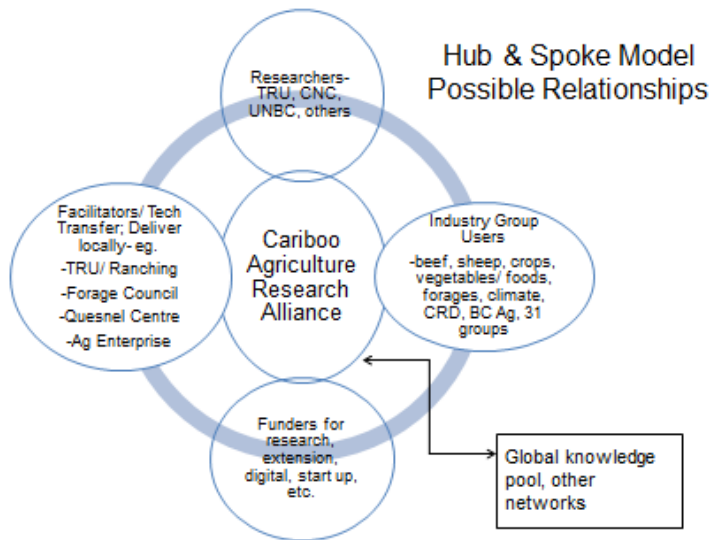 Hub & Spoke Model
Possible Relationships
Researchers-
TRU, CNC,
UNBC, others
Facilitators/ Tech
Transfer; Deliver
locally- eg.
-TRU/ Ranching
-Forage Council
-Quesnel Centre
-Ag Enterprise
Cariboo
Agriculture
Research
Alliance
Industry Group
Users
-beef, sheep, crops,
vegetables/ foods,
forages, climate,
CRD, BC Ag, 31
groups
Funders for
research,
extension,
digital, start up,
etc.
Global knowledge
pool, other
networks